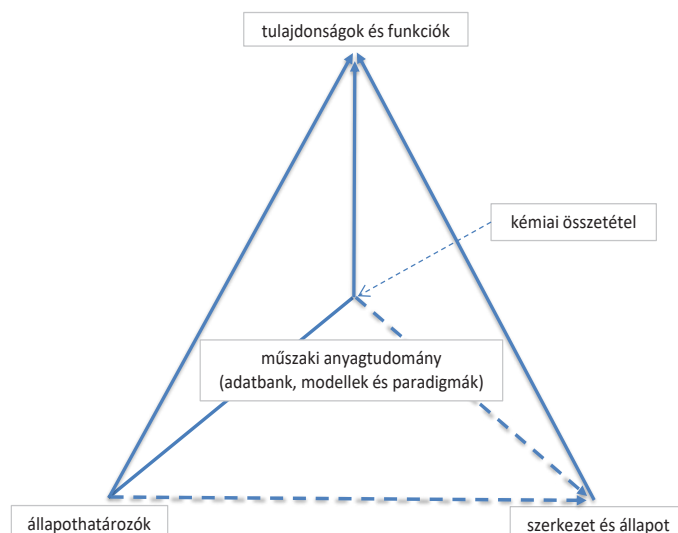 tulajdonságok és funkciók
kémiai összetétel
műszaki anyagtudomány
(adatbank, modellek és paradigmák)
állapothatározók
szerkezet és állapot